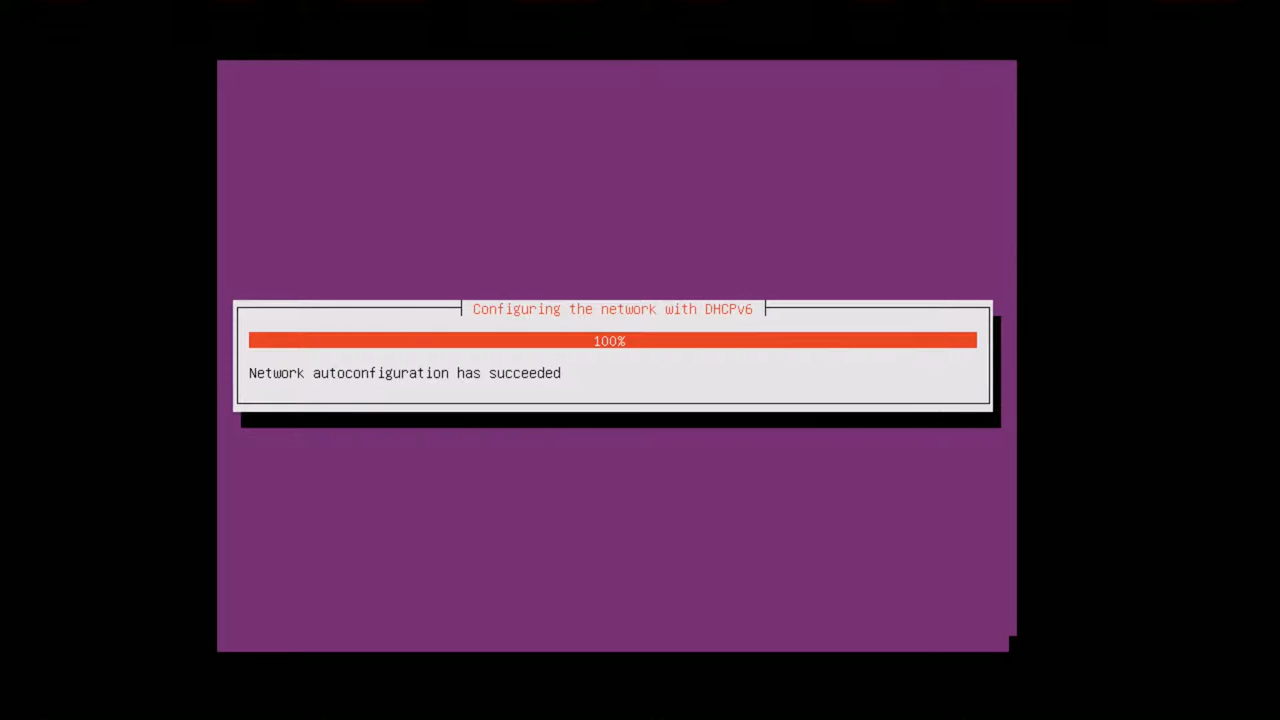 Configuring the network with DHCPv6
100%
Network autoconfiguration has succeeded